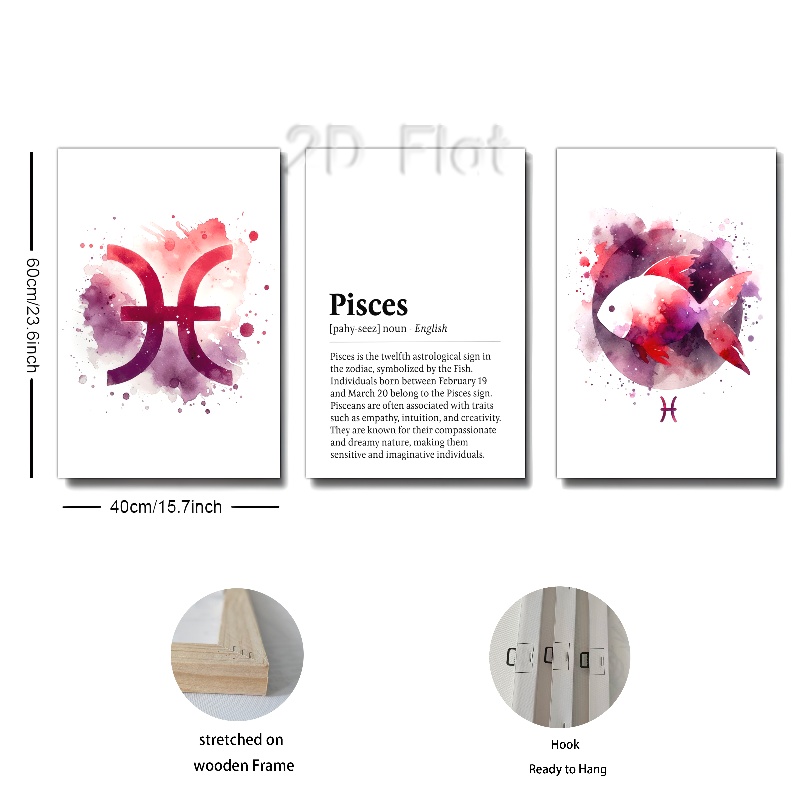 2D Flat
60cm/23.6inch
Pisces
[pahy-seez] noun - English
Pisces is the twelfth astrological sign in
the zodiac, symbolized by the Fish.
Individuals born between February 19
and March 20 belong to the Pisces sign.
Pisceans are often associated with traits
such as empathy, intuition, and creativity.
They are known for their compassionate
and dreamy nature, making them
sensitive and imaginative individuals.
40cm/15.7inch
stretched on
wooden Frame
Hook
Ready to Hang